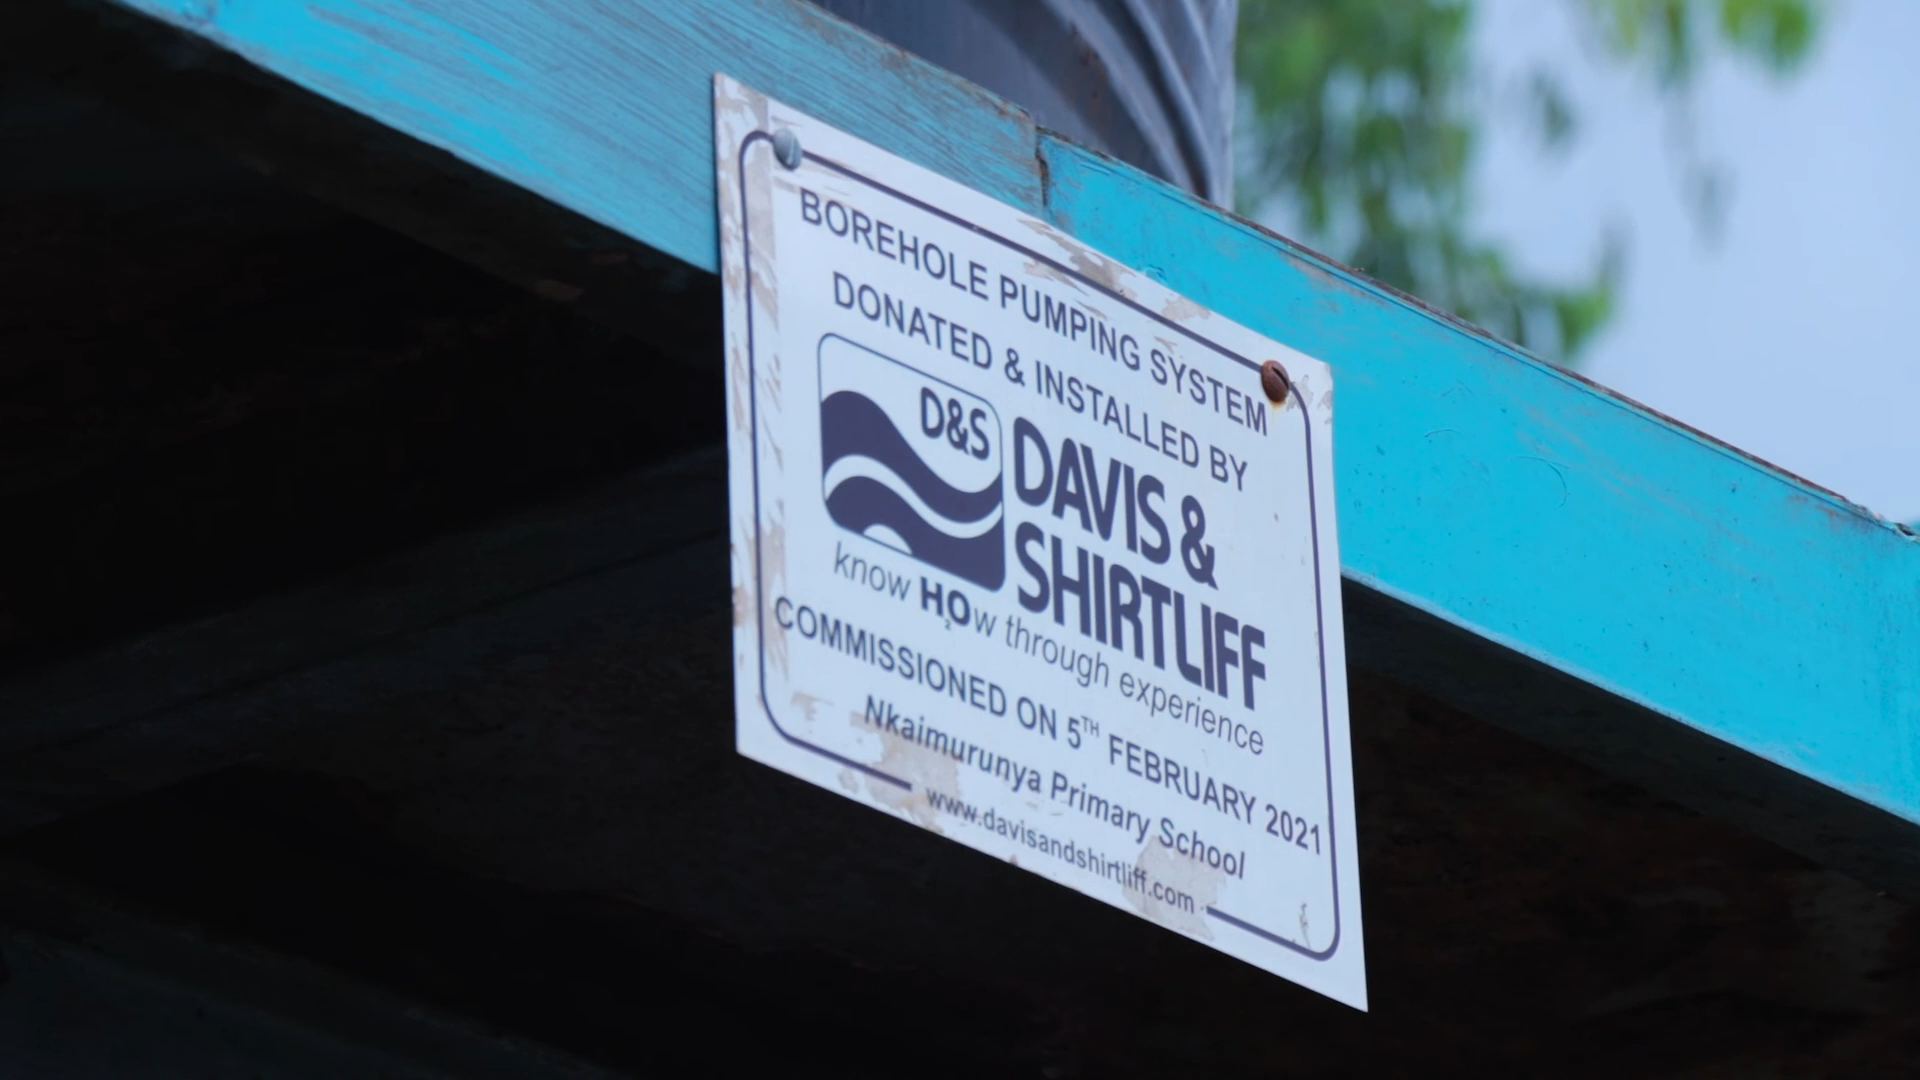 BOREHOLE PUMPING SYSTEM
DONATED & INSTALLED BY
D&S
DAVIS &
SHIRTLIFF
know H₂Ow through experience
COMMISSIONED ON 5TH FEBRUARY 2021
Nkaimurunya Primary School
www.davisandshirtliff.com